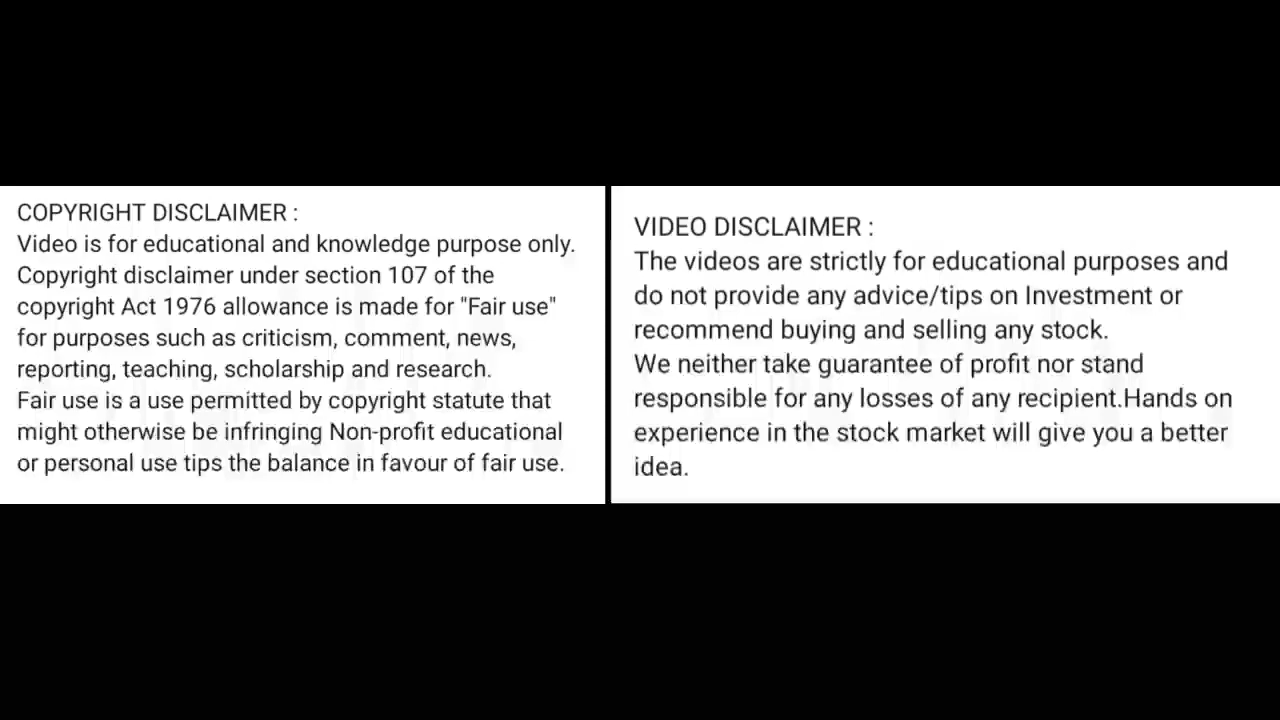 COPYRIGHT DISCLAIMER :
Video is for educational and knowledge purpose only.
Copyright disclaimer under section 107 of the
copyright Act 1976 allowance is made for "Fair use"
for purposes such as criticism, comment, news,
reporting, teaching, scholarship and research.
Fair use is a use permitted by copyright statute that
might otherwise be infringing Non-profit educational
or personal use tips the balance in favour of fair use.
VIDEO DISCLAIMER :
The videos are strictly for educational purposes and
do not provide any advice/tips on Investment or
recommend buying and selling any stock.
We neither take guarantee of profit nor stand
responsible for any losses of any recipient.Hands on
experience in the stock market will give you a better
idea.